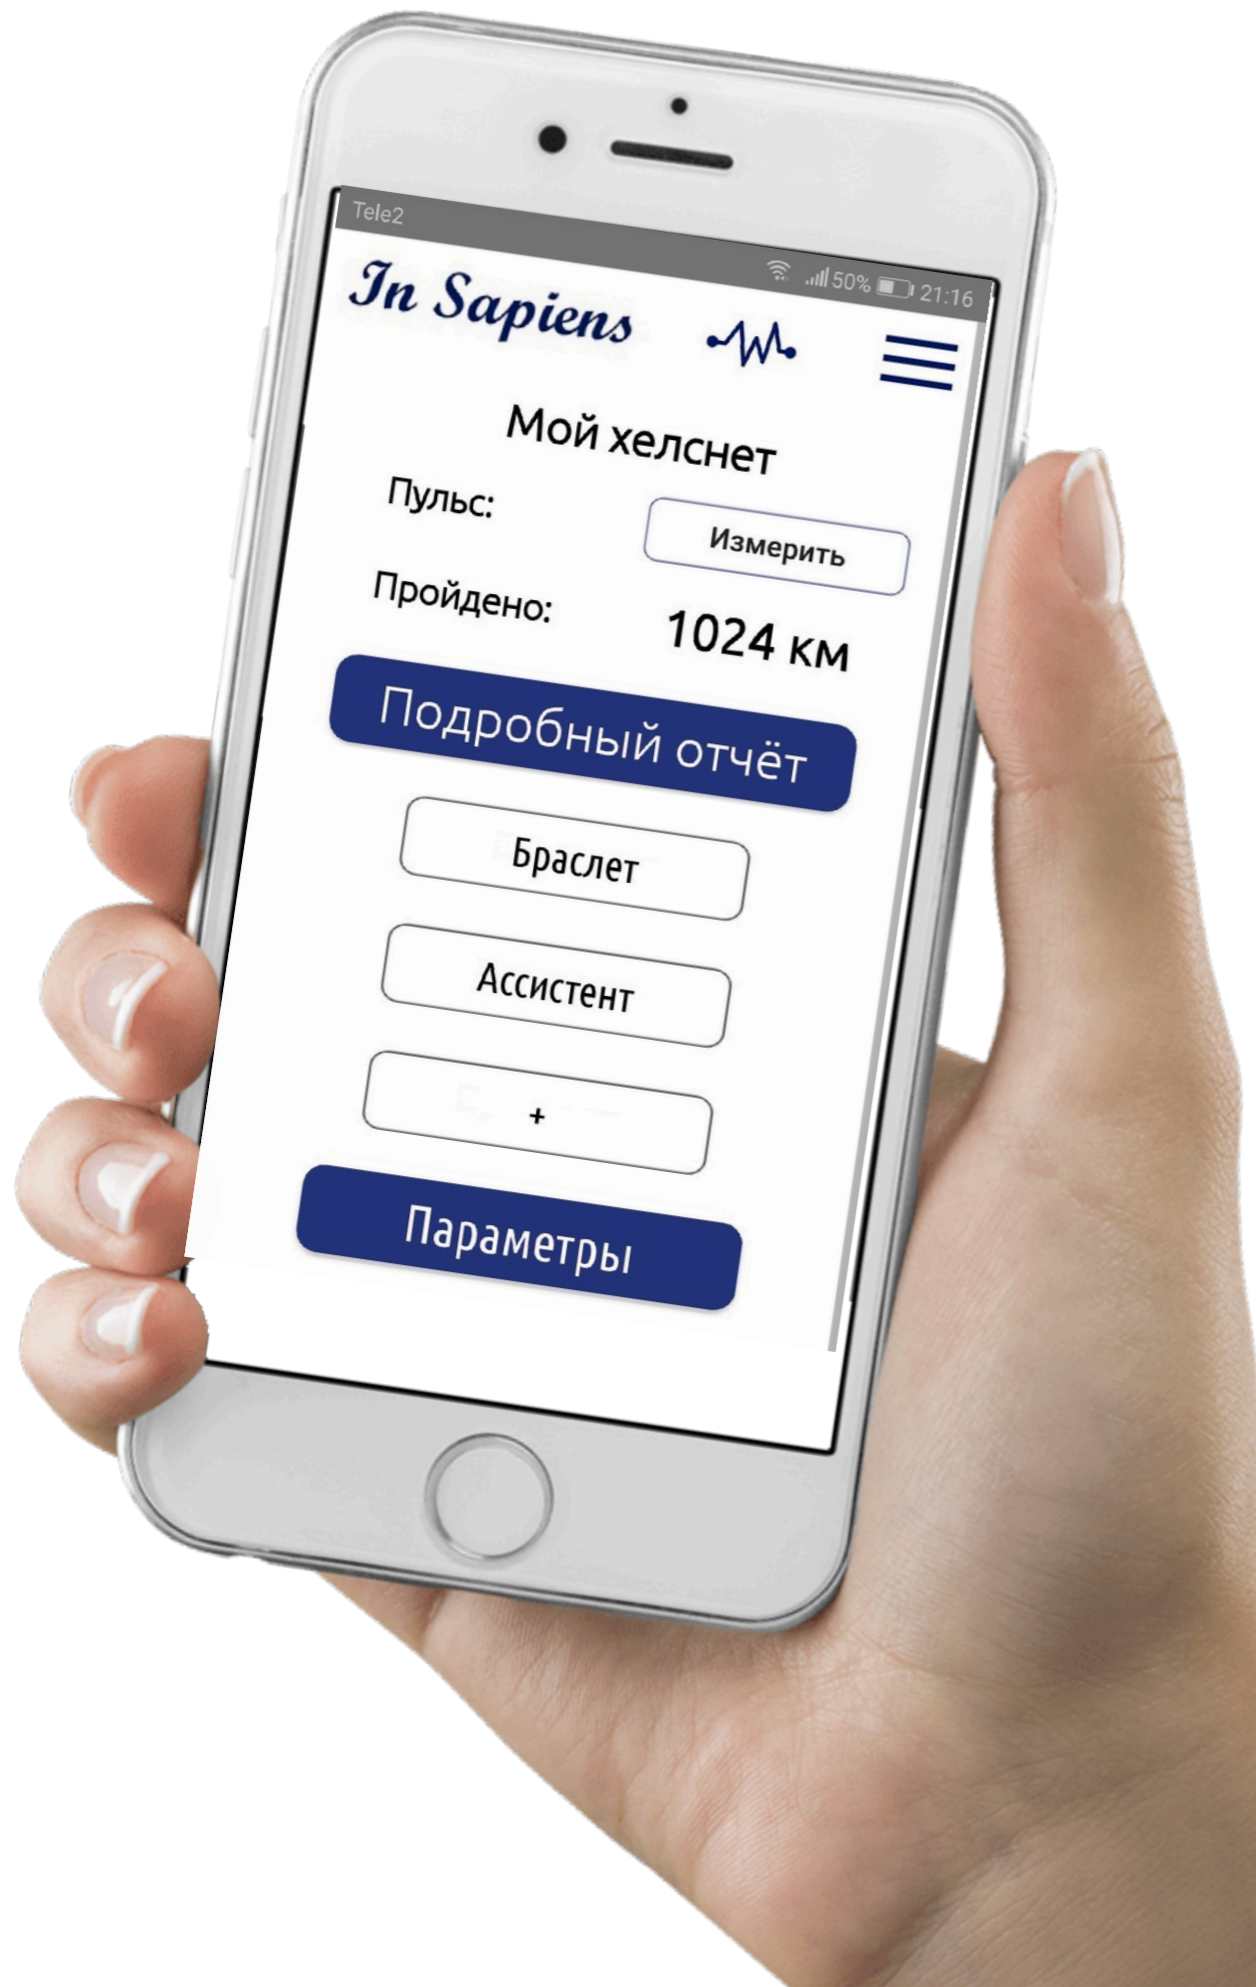 Tele2
50% 21:16
In Sapiens
Мой хелснет
Пульс:
Измерить
Пройдено:
1024 км
Подробный отчёт
Браслет
Ассистент
+
Параметры